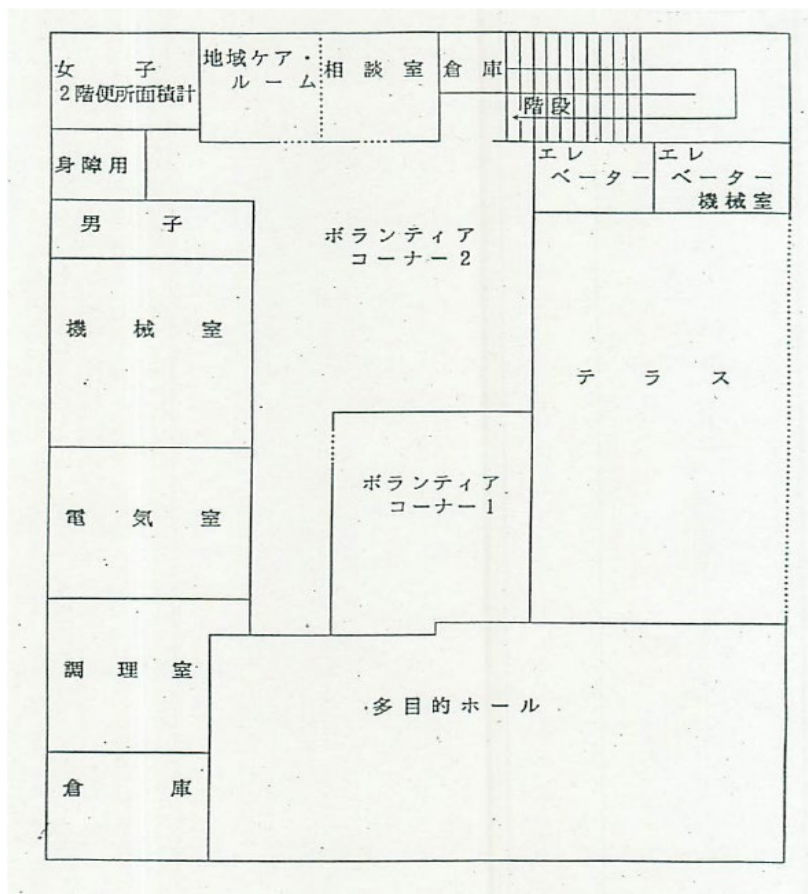 女子
2階便所面積計
地域ケア・
ルーム
相談室
倉庫
階段
身障用
エレ
ベーター
エレ
ベーター
機械室
男子
ボランティア
コーナー2
機械室
テラス
ボランティア
コーナー1
電気室
調理室
多目的ホール
倉庫